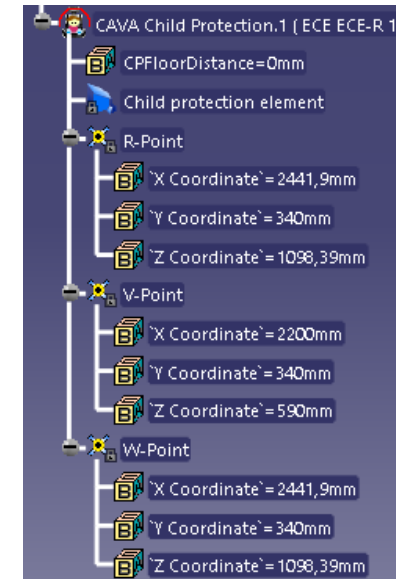 CAVA Child Protection.1 ( ECE ECE-R 1
CPFloorDistance=0mm
Child protection element
R-Point
`X Coordinate`=2441,9mm
`Y Coordinate`=340mm
`Z Coordinate`=1098,39mm
V-Point
`X Coordinate`=2200mm
`Y Coordinate`=340mm
`Z Coordinate`=590mm
W-Point
`X Coordinate`=2441,9mm
`Y Coordinate`=340mm
`Z Coordinate`=1098,39mm